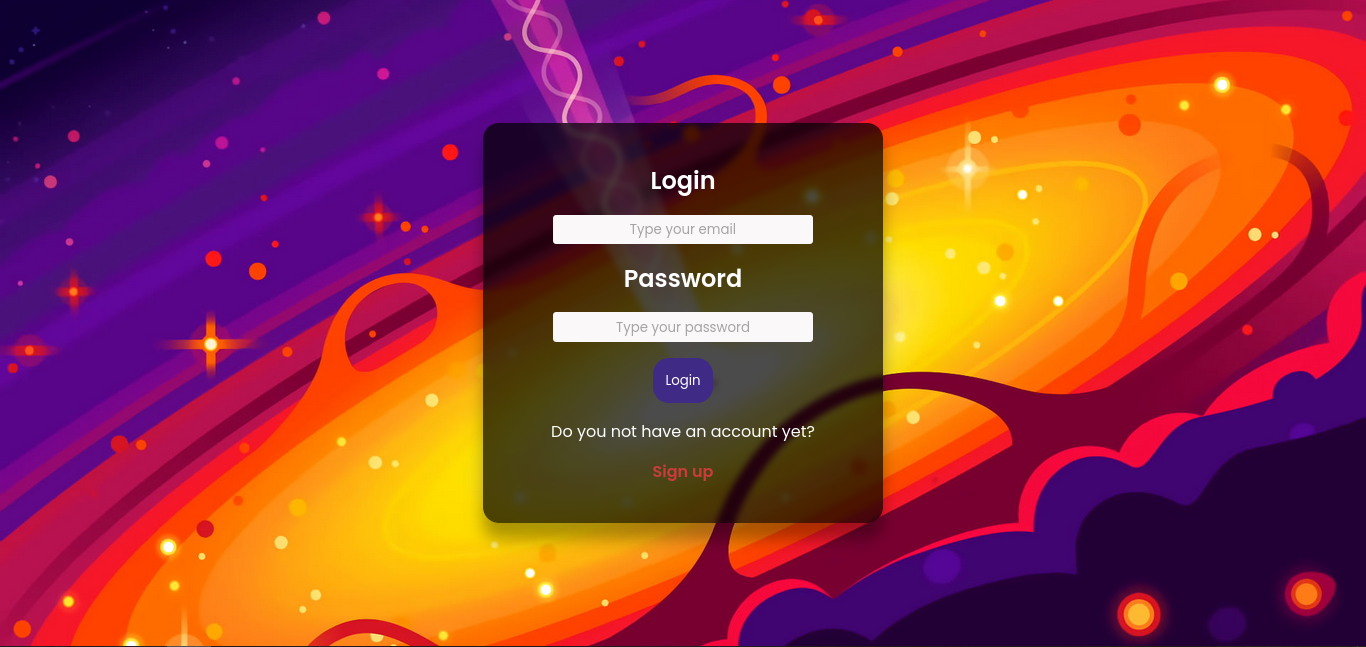 Login
Type your email
Password
Type your password
Login
Do you not have an account yet?
Sign up